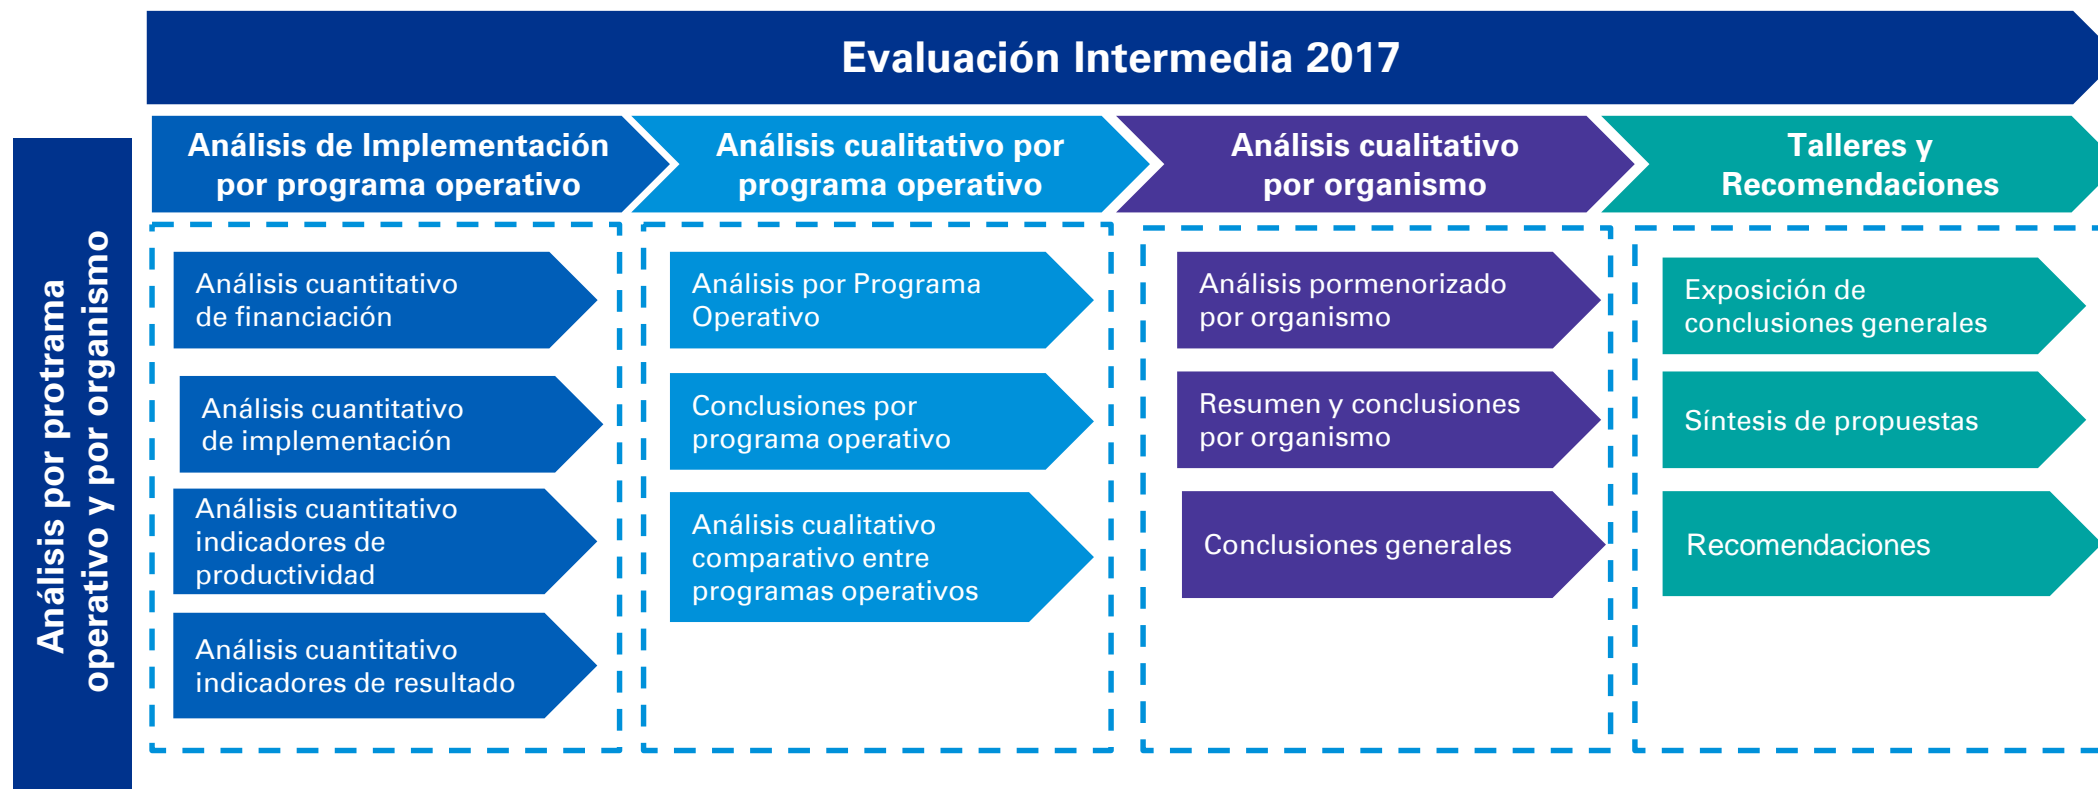 Evaluación Intermedia 2017
Análisis por protrama
operativo y por organismo
Análisis de Implementación
por programa operativo
Análisis cuantitativo
de financiación
Análisis cuantitativo
de implementación
Análisis cuantitativo
indicadores de
productividad
Análisis cuantitativo
indicadores de resultado
Análisis cualitativo por
programa operativo
Análisis por Programa
Operativo
Conclusiones por
programa operativo
Análisis cualitativo
comparativo entre
programas operativos
Análisis cualitativo
por organismo
Análisis pormenorizado
por organismo
Resumen y conclusiones
por organismo
Conclusiones generales
Talleres y
Recomendaciones
Exposición de
conclusiones generales
Síntesis de propuestas
Recomendaciones